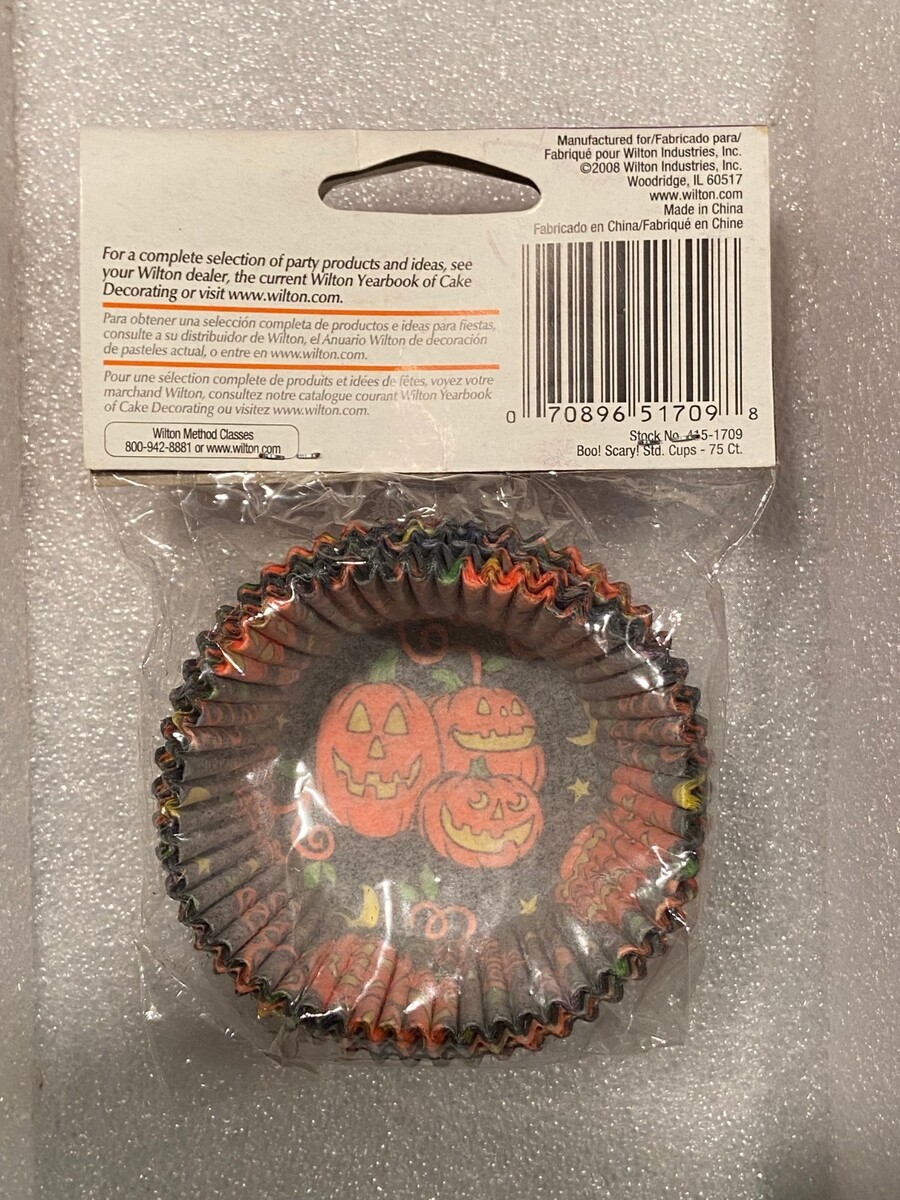 Manufactured for/Fabricado para/
Fabriqué pour Wilton Industries, Inc.
©2008 Wilton Industries, Inc.
Woodridge, IL 60517
www.wilton.com
Made in China
Fabricado en China/Fabriqué en Chine
For a complete selection of party products and ideas, see
your Wilton dealer, the current Wilton Yearbook of Cake
Decorating or visit www.wilton.com.
Para obtener una selección completa de productos e ideas para fiestas,
consulte a su distribuidor de Wilton, el Anuario Wilton de decoración
de pasteles actual, o entre en www.wilton.com.
Pour une sélection complete de produits et idées de fêtes, voyez votre
marchand Wilton, consultez notre catalogue courant Wilton Yearbook
of Cake Decorating ou visitez www.wilton.com.
Wilton Method Classes
800-942-8881 or www.wilton.com
0 70896 51709 8
Stock No. 415-1709
Boo! Scary! Std. Cups - 75 Ct.